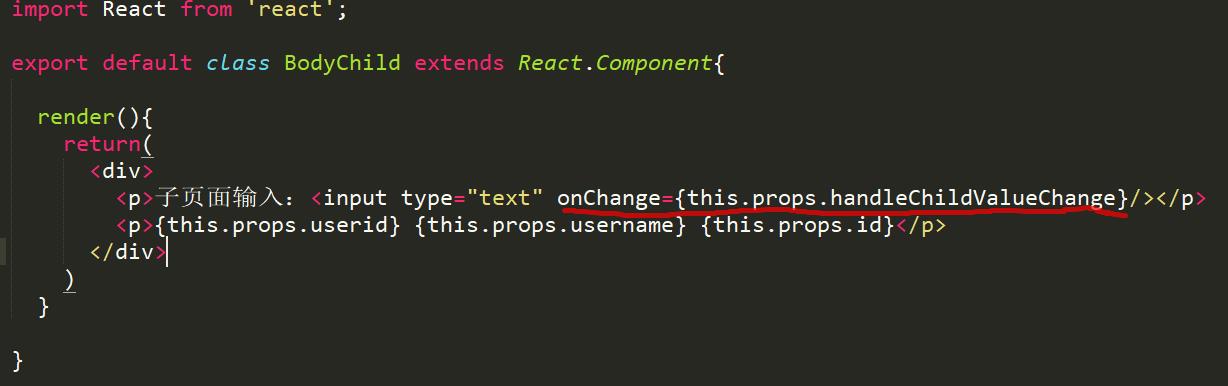 import React from 'react';
export default class BodyChild extends React.Component{
render(){
return(
<div>
<p>子页面输入：<input type="text" onChange={this.props.handleChildValueChange}/></p>
<p>{this.props.userid} {this.props.username} {this.props.id}</p>
</div>
)
}
}